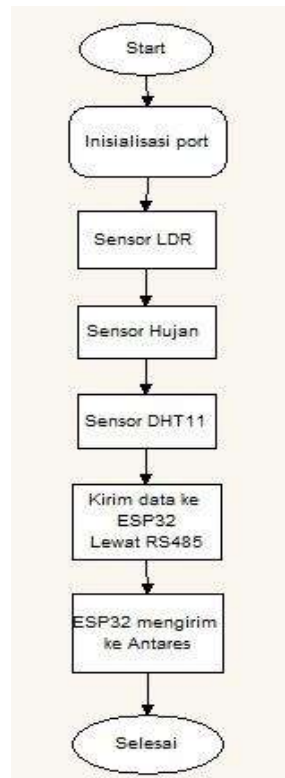 Start
Inisialisasi port
Sensor LDR
Sensor Hujan
Sensor DHT11
Kirim data ke
ESP32
Lewat RS485
ESP32 mengirim
ke Antares
Selesai